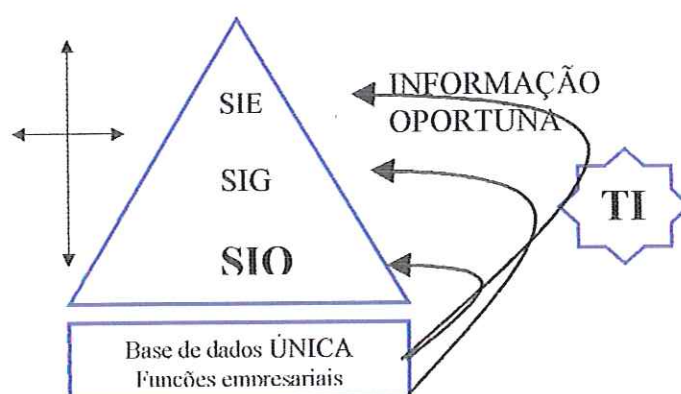 SIE
SIG
SIO
INFORMAÇÃO
OPORTUNA
TI
Base de dados ÚNICA
Funções empresariais